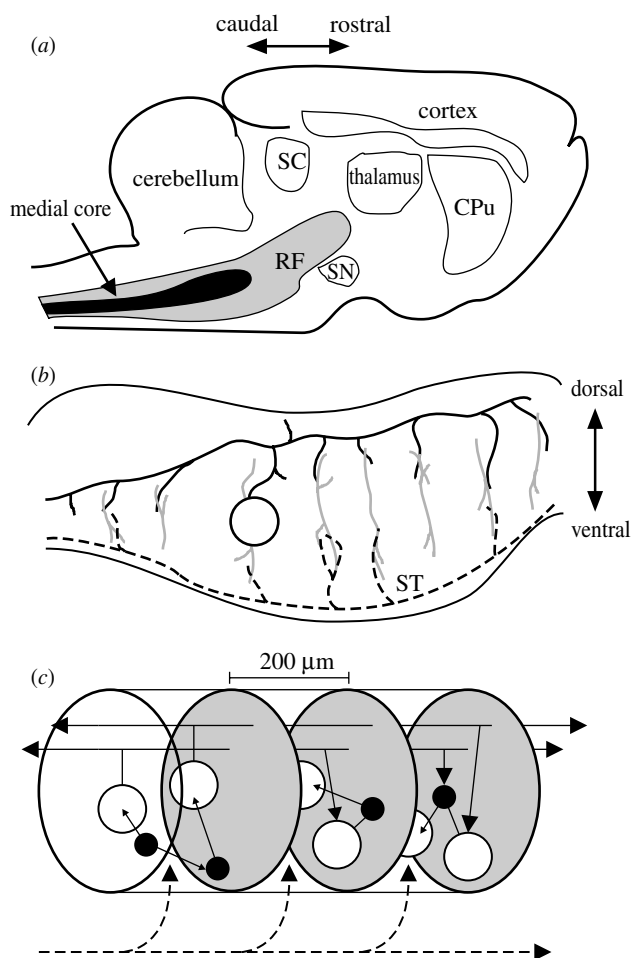 caudal rostral
(a)
cortex
SC
cerebellum
thalamus
CPu
medial core
RF
SN
(b)
dorsal
ventral
ST
200 μm
(c)